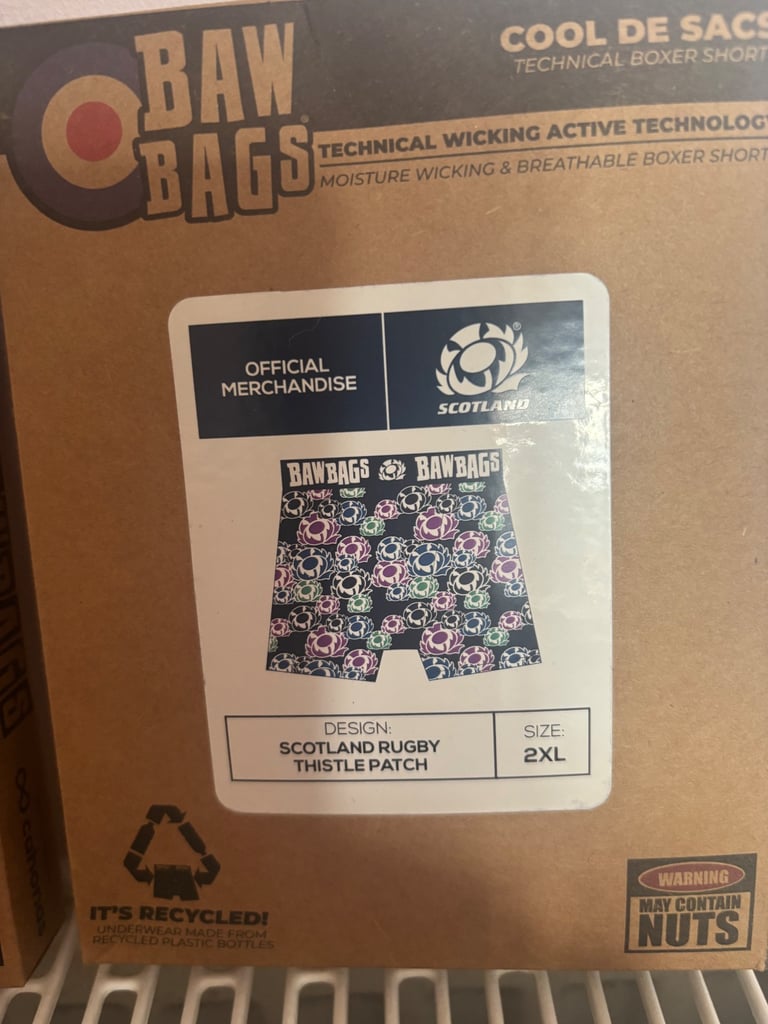 BAW
BAGS
COOL DE SACS
TECHNICAL BOXER SHORT
TECHNICAL WICKING ACTIVE TECHNOLOGY
MOISTURE WICKING & BREATHABLE BOXER SHORT
OFFICIAL
MERCHANDISE
SCOTLAND
BAWBAGS BAWBAGS
DESIGN:
SCOTLAND RUGBY
THISTLE PATCH
SIZE:
2XL
IT'S RECYCLED!
UNDERWEAR MADE FROM
RECYCLED PLASTIC BOTTLES
WARNING
MAY CONTAIN
NUTS